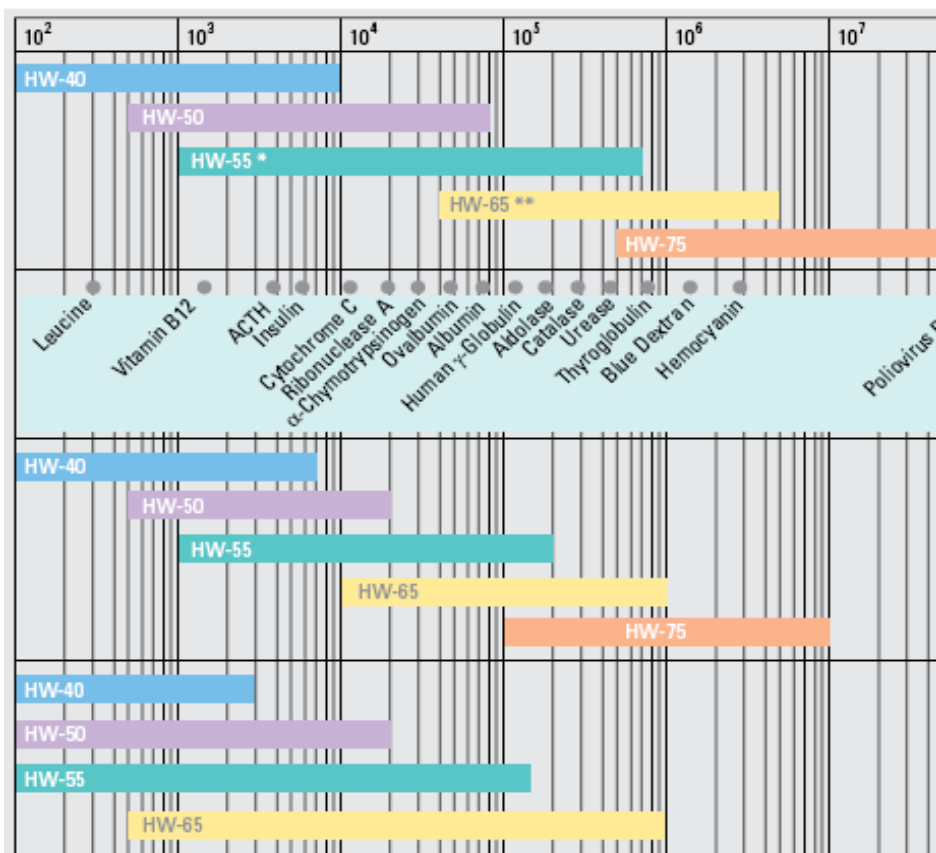 10² 10³ 10⁴ 10⁵ 10⁶ 10⁷
HW-40
HW-50
HW-55 *
HW-65 **
HW-75
Leucine
Vitamin B12
ACTH
Insulin
Cytochrome C
Ribonuclease A
α-Chymotrypsinogen
Ovalbumin
Albumin
Human γ-Globulin
Aldolase
Catalase
Urease
Thyroglobulin
Blue Dextran
Hemocyanin
Poliovirus
HW-40
HW-50
HW-55
HW-65
HW-75
HW-40
HW-50
HW-55
HW-65